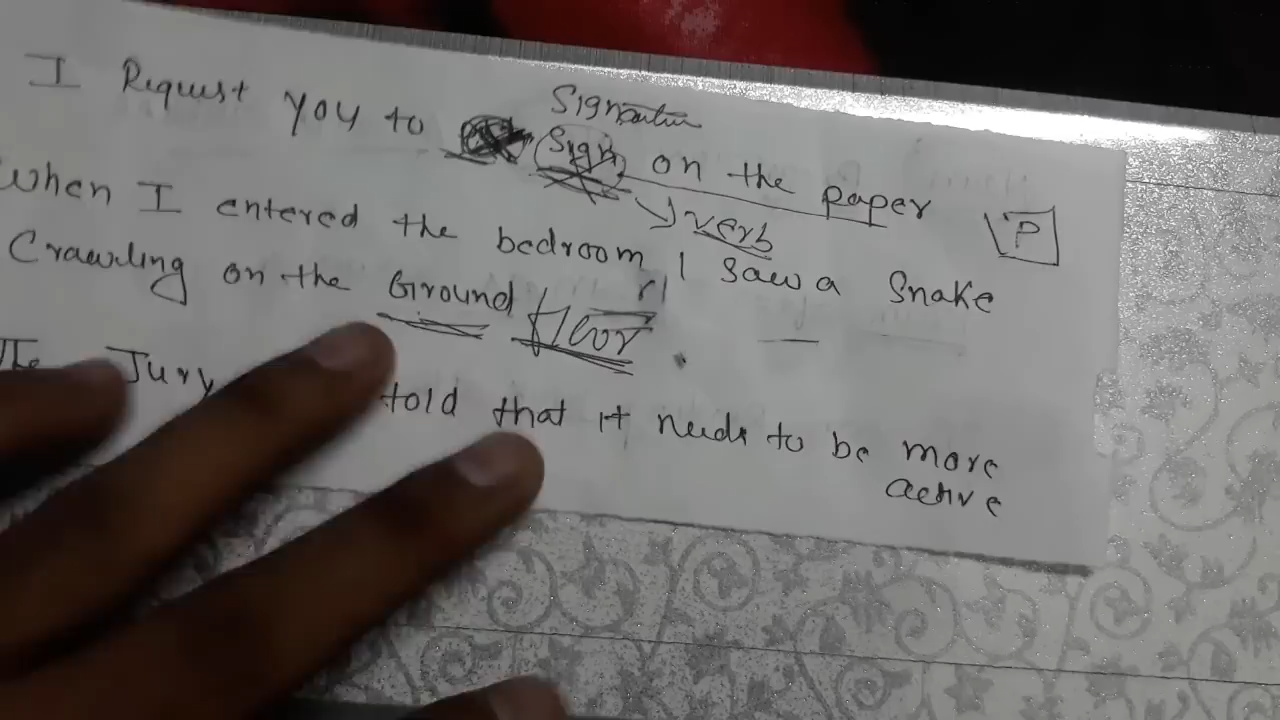 I Request you to Sign on the paper
Signature
verb
P
When I entered the bedroom I saw a Snake
Crawling on the Ground floor.
The Jury told that it needs to be more
active